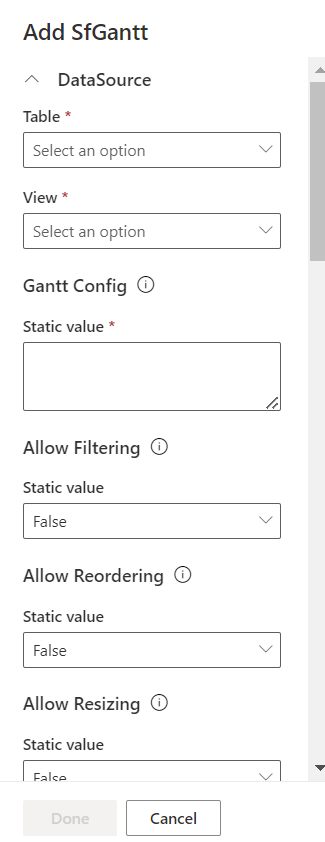 Add SfGantt
DataSource
Table *
Select an option
View *
Select an option
Gantt Config
Static value *
Allow Filtering
Static value
False
Allow Reordering
Static value
False
Allow Resizing
Static value
False
Done
Cancel